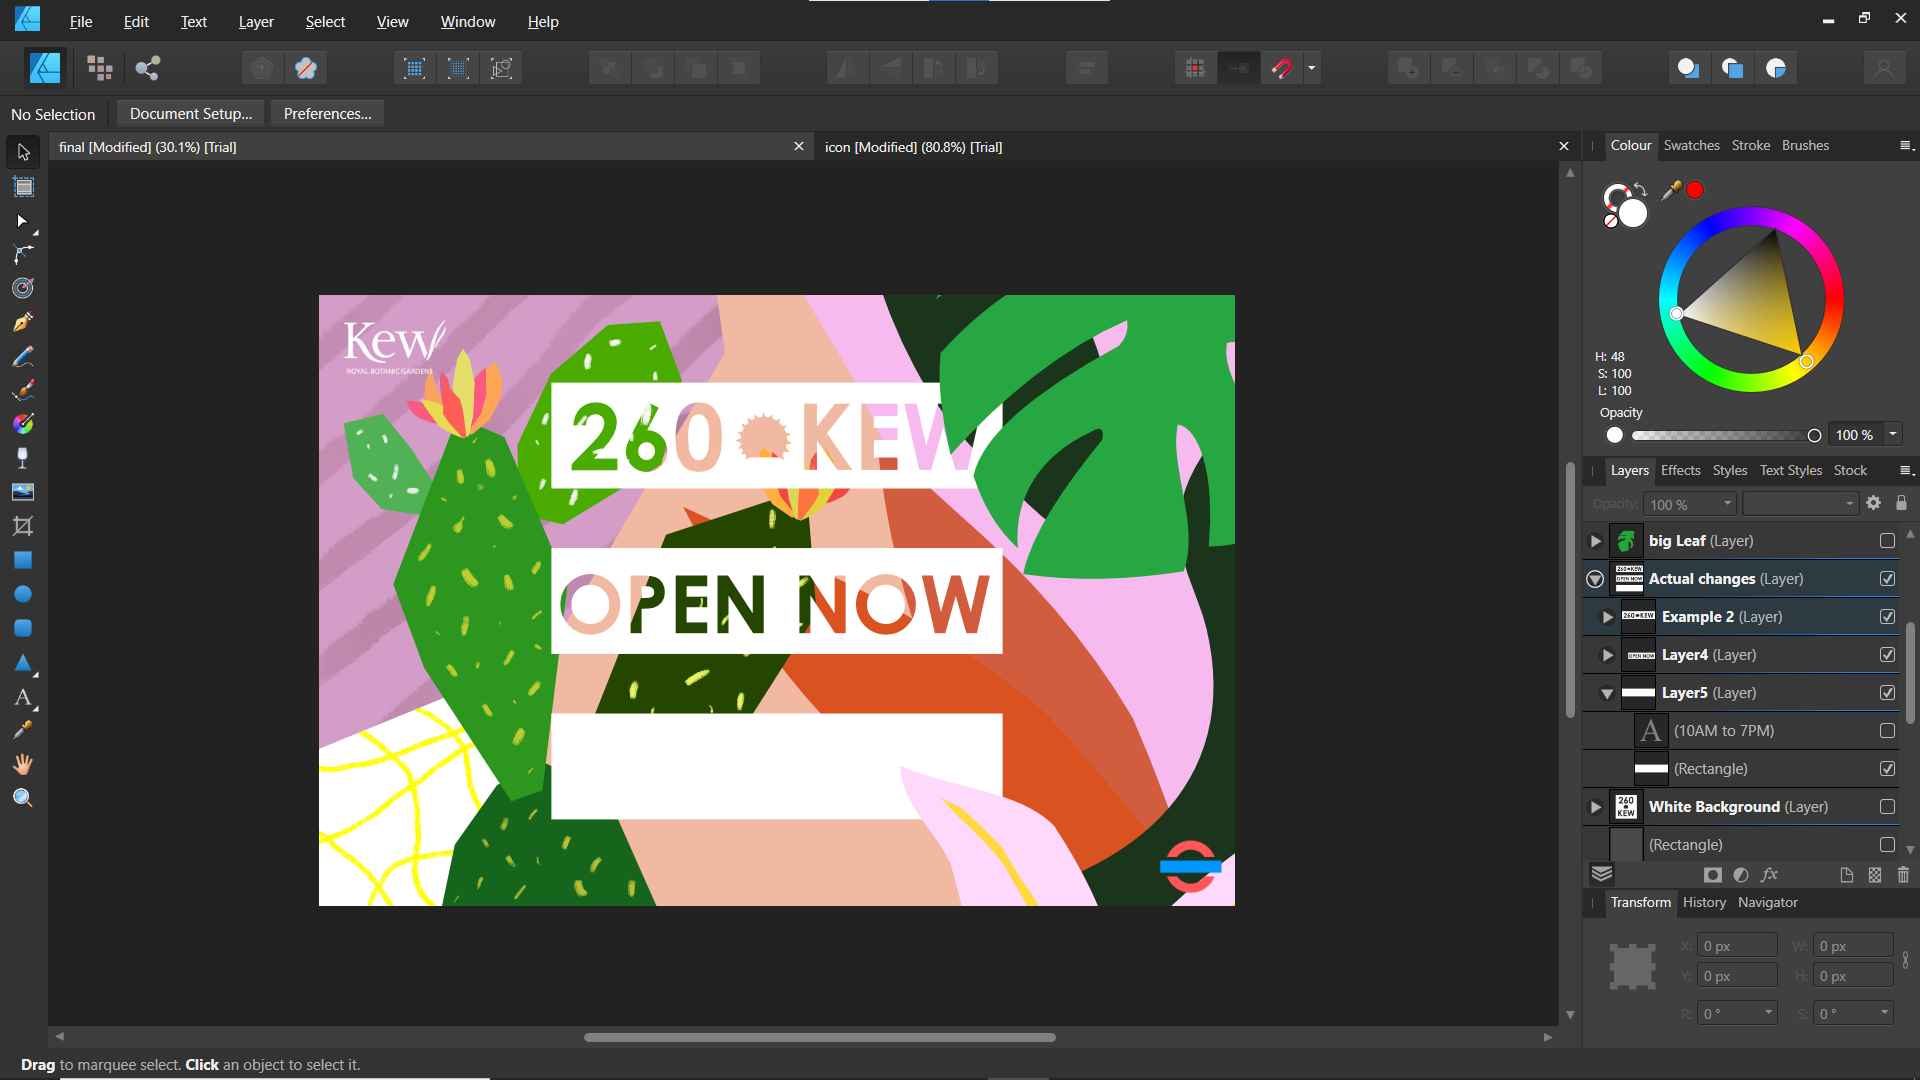 File Edit Text Layer Select View Window Help
No Selection Document Setup... Preferences...
final [Modified] (30.1%) [Trial]
icon [Modified] (80.8%) [Trial]
Kew
ROYAL BOTANIC GARDENS
260 KEW
OPEN NOW
Colour Swatches Stroke Brushes
H: 48
S: 100
L: 100
Opacity
100 %
Layers Effects Styles Text Styles Stock
Opacity: 100 %
big Leaf (Layer)
Actual changes (Layer)
Example 2 (Layer)
Layer4 (Layer)
Layer5 (Layer)
A (10AM to 7PM)
(Rectangle)
White Background (Layer)
(Rectangle)
fx
Transform History Navigator
X: 0 px W: 0 px
Y: 0 px H: 0 px
R: 0 ° S: 0 °
Drag to marquee select. Click an object to select it.